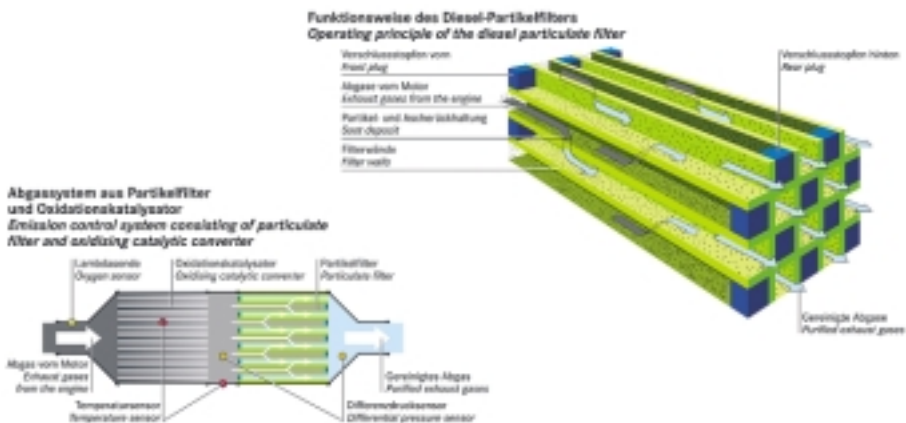 Funktionsweise des Diesel-Partikelfilters
Operating principle of the diesel particulate filter
Verschlussstopfen vorn
Front plug
Abgase vom Motor
Exhaust gases from the engine
Partikel- und Ascherückhaltung
Soot deposit
Filterwände
Filter walls
Verschlussstopfen hinten
Rear plug
Gereinigte Abgase
Purified exhaust gases
Abgassystem aus Partikelfilter
und Oxidationskatalysator
Emission control system consisting of particulate
filter and oxidising catalytic converter
Lambdasonde
Oxygen sensor
Oxidationskatalysator
Oxidising catalytic converter
Partikelfilter
Particulate filter
Abgas vom Motor
Exhaust gases
from the engine
Temperatursensor
Temperature sensor
Differenzdrucksensor
Differential pressure sensor
Gereinigtes Abgas
Purified exhaust gases